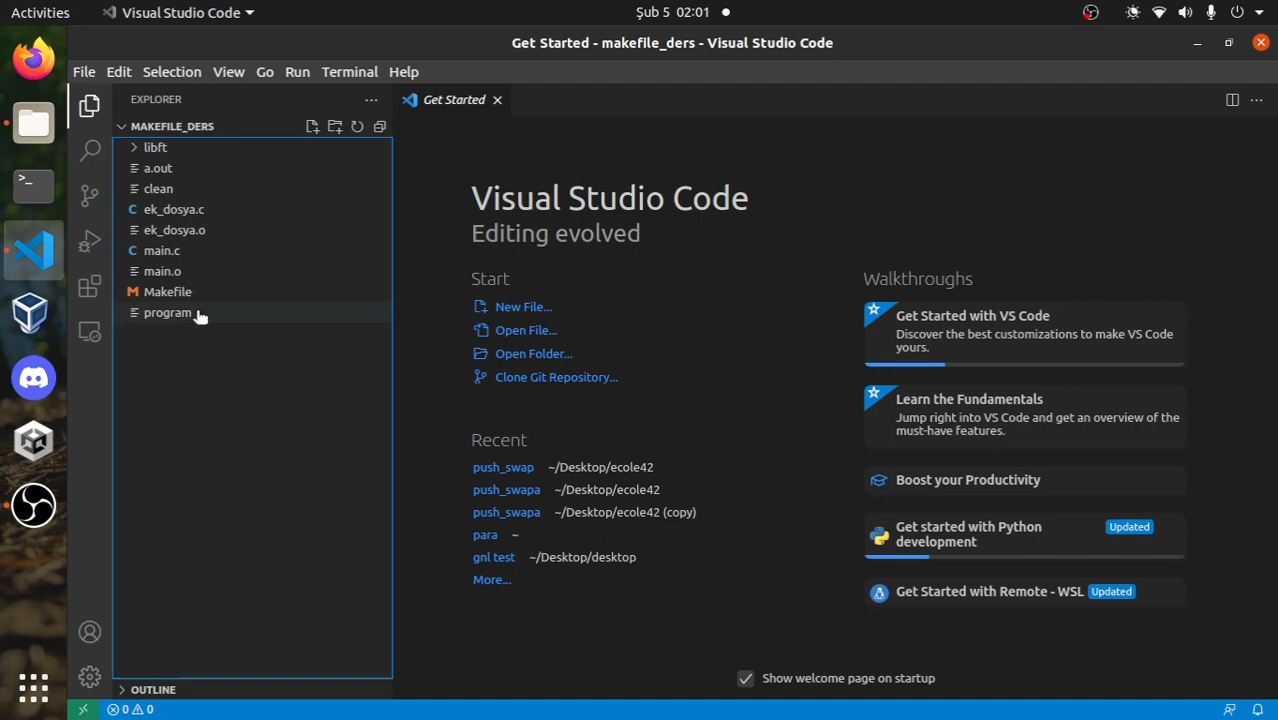 Activities
Visual Studio Code
Şub 5 02:01
Get Started - makefile_ders - Visual Studio Code
File Edit Selection View Go Run Terminal Help
EXPLORER
Get Started
MAKEFILE_DERS
libft
a.out
clean
ek_dosya.c
ek_dosya.o
main.c
main.o
Makefile
program
OUTLINE
Visual Studio Code
Editing evolved
Start
New File...
Open File...
Open Folder...
Clone Git Repository...
Recent
push_swap ~/Desktop/ecole42
push_swapa ~/Desktop/ecole42
push_swapa ~/Desktop/ecole42 (copy)
para ~
gnl test ~/Desktop/desktop
More...
Walkthroughs
Get Started with VS Code
Discover the best customizations to make VS Code
yours.
Learn the Fundamentals
Jump right into VS Code and get an overview of the
must-have features.
Boost your Productivity
Get started with Python
development
Updated
Get Started with Remote - WSL Updated
Show welcome page on startup
0 0